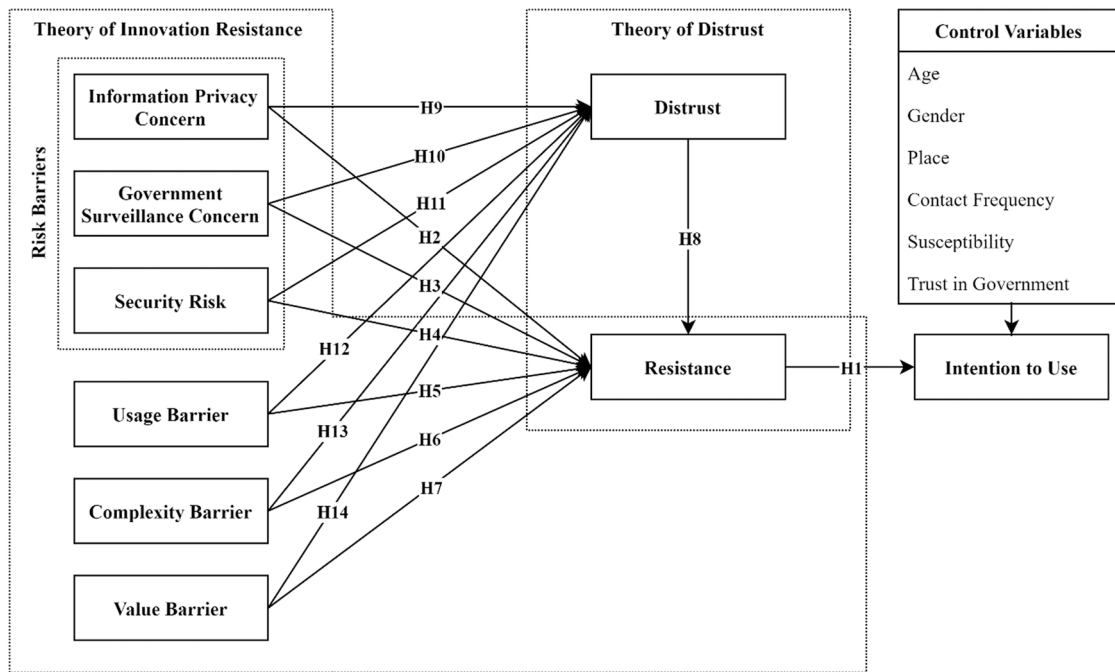 Theory of Innovation Resistance
Theory of Distrust
Control Variables
Age
Gender
Place
Contact Frequency
Susceptibility
Trust in Government
Risk Barriers
Information Privacy
Concern
Government
Surveillance Concern
Security Risk
Usage Barrier
Complexity Barrier
Value Barrier
H9
H10
H11
H2
H3
H4
H12
H5
H13
H6
H7
H14
Distrust
H8
Resistance
H1
Intention to Use